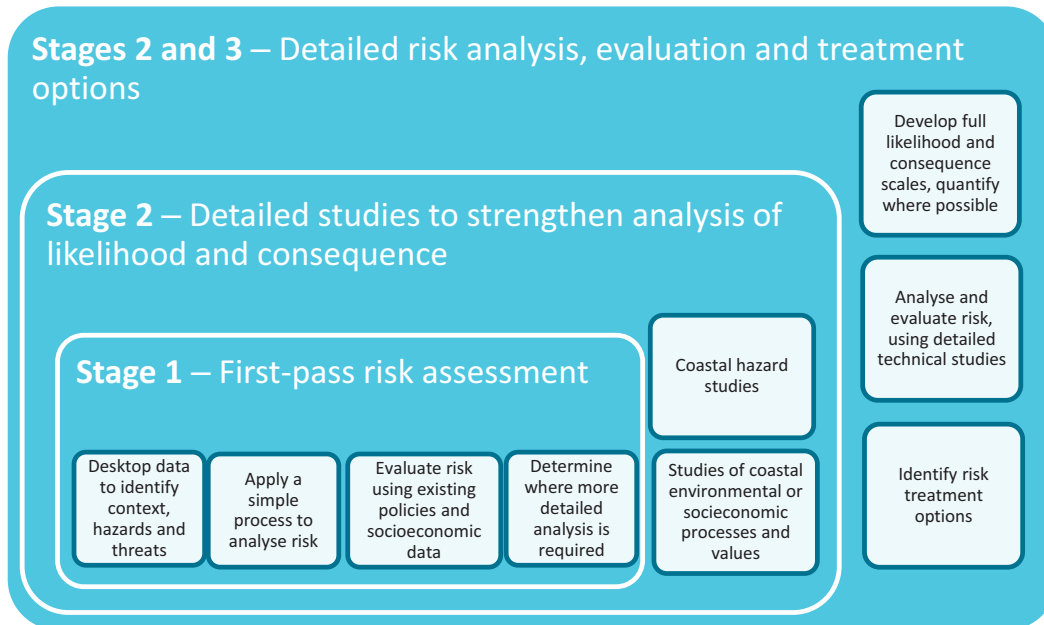 Stages 2 and 3 – Detailed risk analysis, evaluation and treatment
options
Develop full
likelihood and
consequence
scales, quantify
where possible
Stage 2 – Detailed studies to strengthen analysis of
likelihood and consequence
Analyse and
evaluate risk,
using detailed
technical studies
Coastal hazard
studies
Stage 1 – First-pass risk assessment
Desktop data
to identify
context,
hazards and
threats
Apply a
simple
process to
analyse risk
Evaluate risk
using existing
policies and
socioeconomic
data
Determine
where more
detailed
analysis is
required
Studies of coastal
environmental or
socieconomic
processes and
values
Identify risk
treatment
options